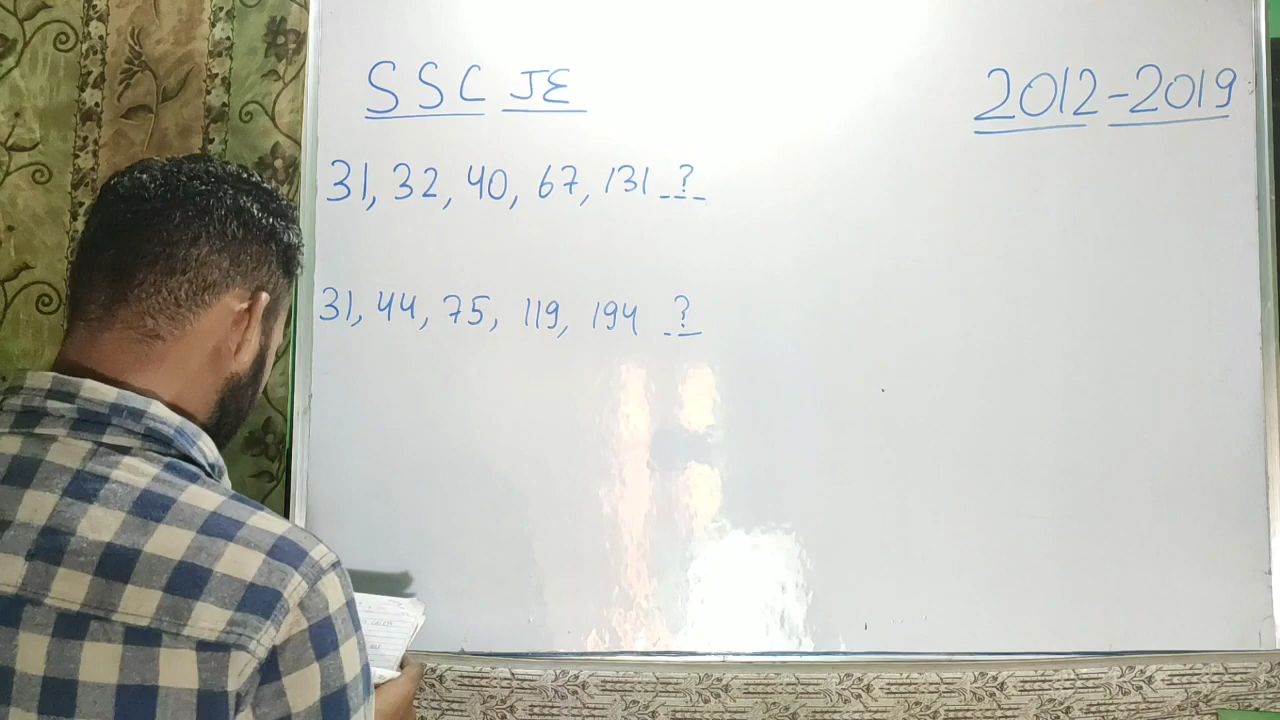 SSC JE
2012-2019
31, 32, 40, 67, 131 ?
31, 44, 75, 119, 194 ?